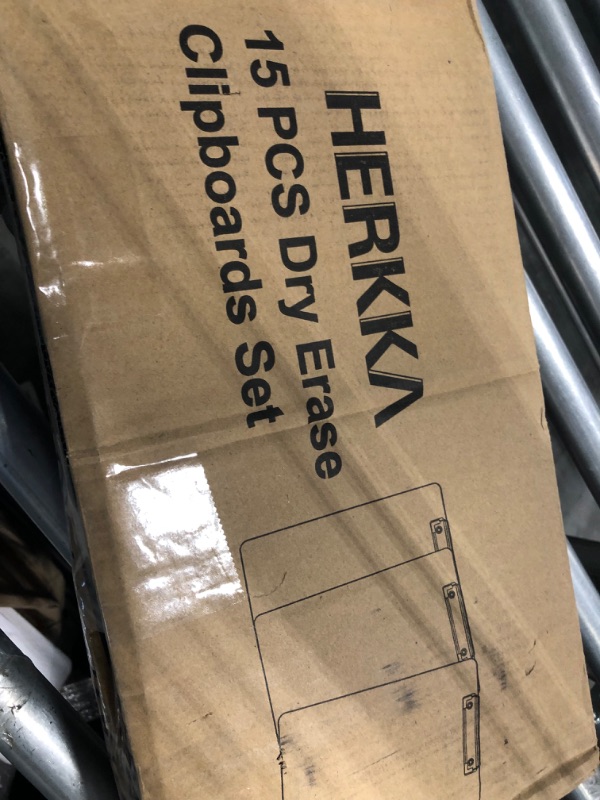 HERKKA
15 PCS Dry Erase
Clipboards Set